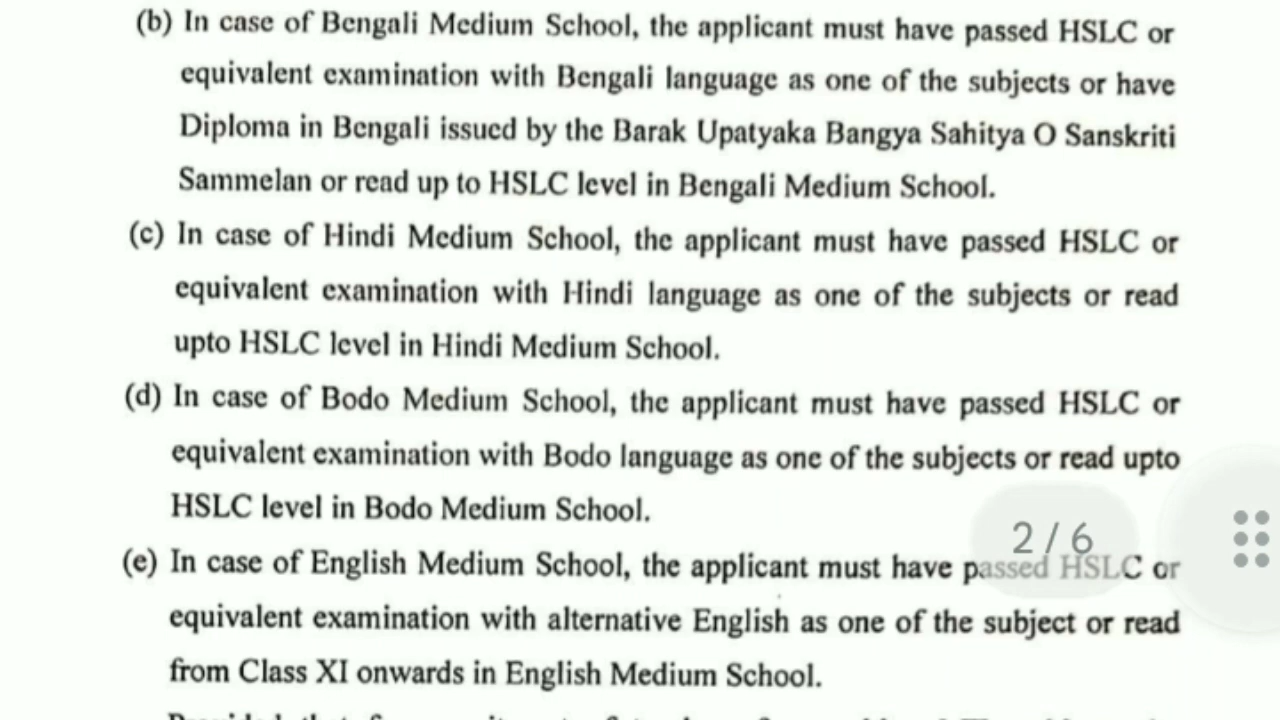 (b) In case of Bengali Medium School, the applicant must have passed HSLC or
equivalent examination with Bengali language as one of the subjects or have
Diploma in Bengali issued by the Barak Upatyaka Bangya Sahitya O Sanskriti
Sammelan or read up to HSLC level in Bengali Medium School.
(c) In case of Hindi Medium School, the applicant must have passed HSLC or
equivalent examination with Hindi language as one of the subjects or read
upto HSLC level in Hindi Medium School.
(d) In case of Bodo Medium School, the applicant must have passed HSLC or
equivalent examination with Bodo language as one of the subjects or read upto
HSLC level in Bodo Medium School.
2 / 6
(e) In case of English Medium School, the applicant must have passed HSLC or
equivalent examination with alternative English as one of the subject or read
from Class XI onwards in English Medium School.